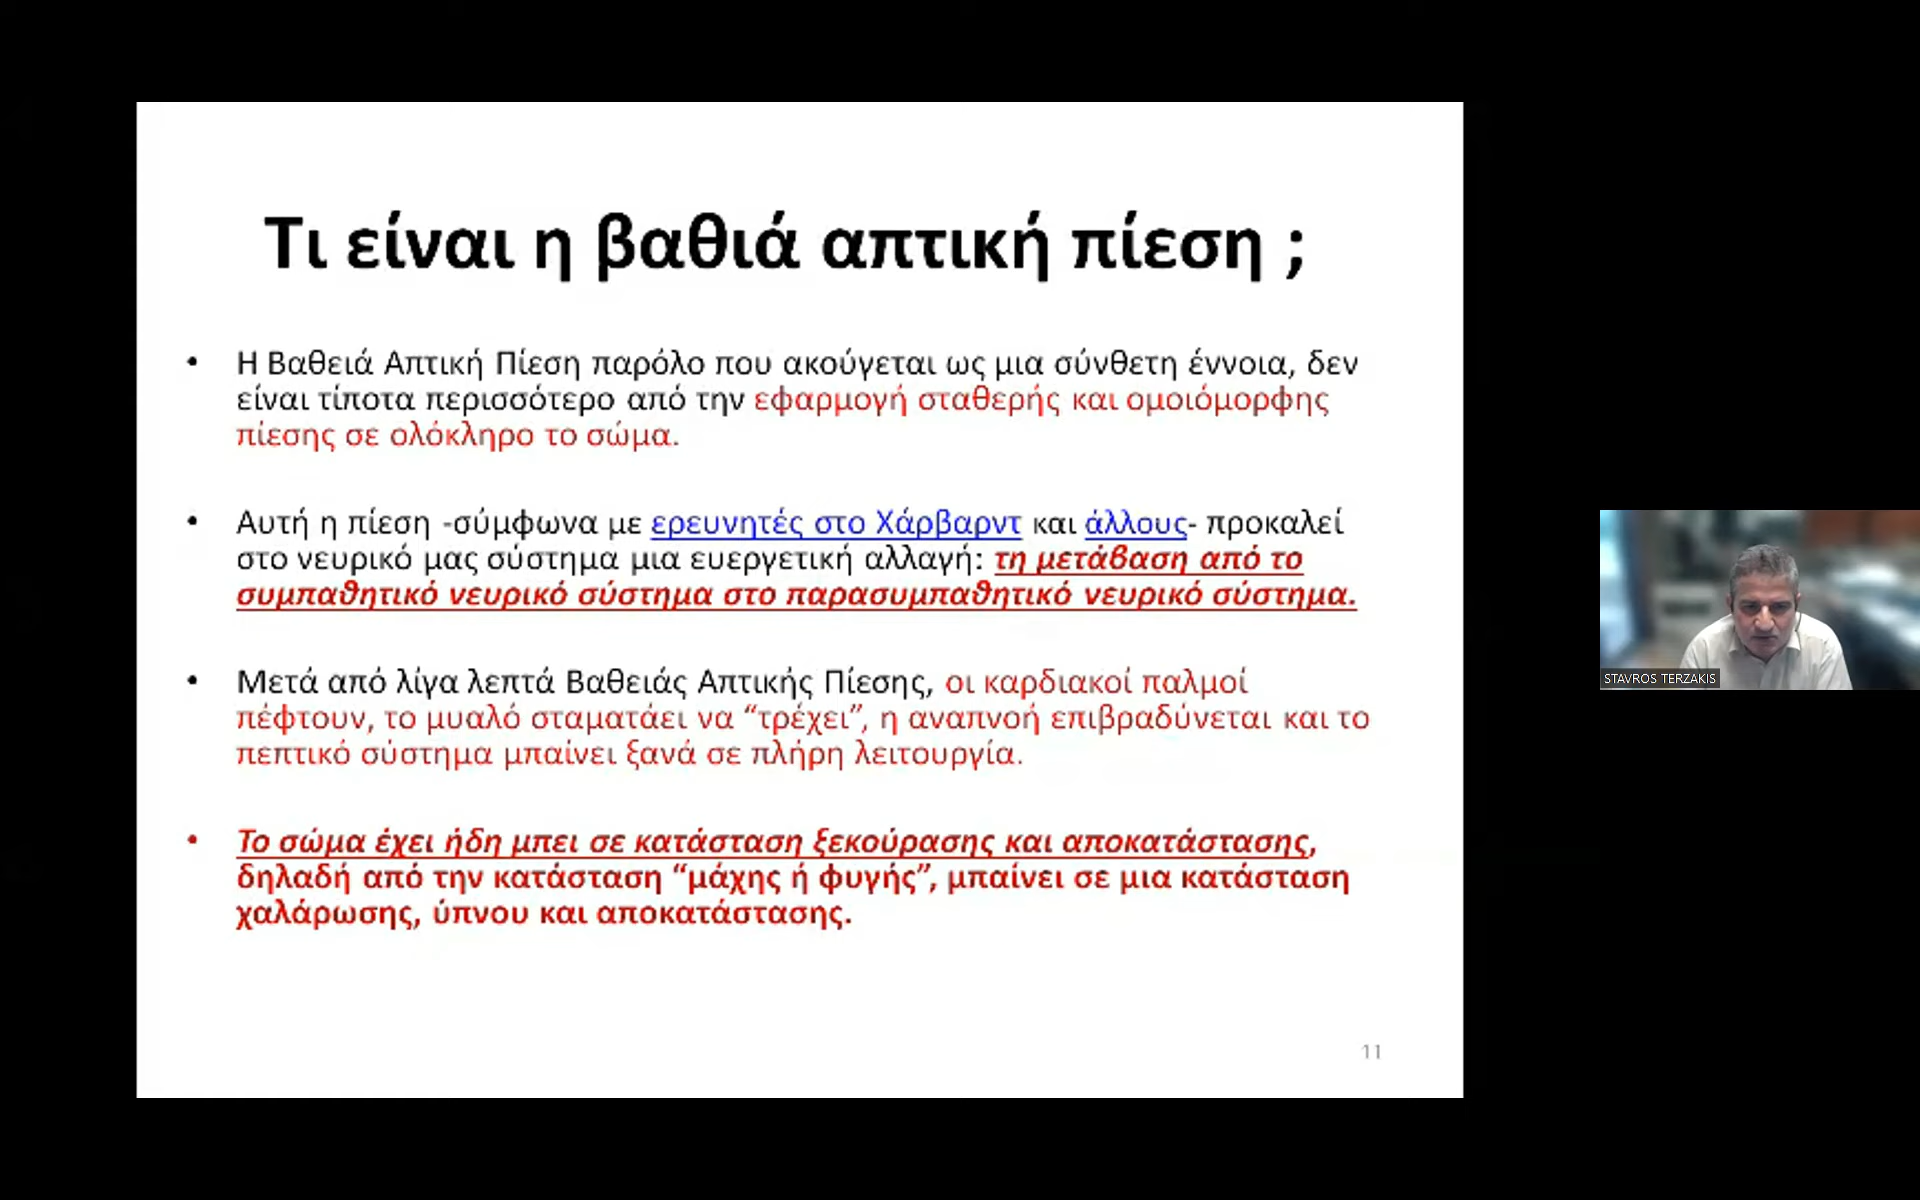 Τι είναι η βαθιά απτική πίεση ;
• Η Βαθειά Απτική Πίεση παρόλο που ακούγεται ως μια σύνθετη έννοια, δεν
είναι τίποτα περισσότερο από την εφαρμογή σταθερής και ομοιόμορφης
πίεσης σε ολόκληρο το σώμα.
• Αυτή η πίεση -σύμφωνα με ερευνητές στο Χάρβαρντ και άλλους- προκαλεί
στο νευρικό μας σύστημα μια ευεργετική αλλαγή: τη μετάβαση από το
συμπαθητικό νευρικό σύστημα στο παρασυμπαθητικό νευρικό σύστημα.
• Μετά από λίγα λεπτά Βαθειάς Απτικής Πίεσης, οι καρδιακοί παλμοί
πέφτουν, το μυαλό σταματάει να “τρέχει”, η αναπνοή επιβραδύνεται και το
πεπτικό σύστημα μπαίνει ξανά σε πλήρη λειτουργία.
• Το σώμα έχει ήδη μπει σε κατάσταση ξεκούρασης και αποκατάστασης,
δηλαδή από την κατάσταση “μάχης ή φυγής”, μπαίνει σε μια κατάσταση
χαλάρωσης, ύπνου και αποκατάστασης.
11
STAVROS TERZAKIS